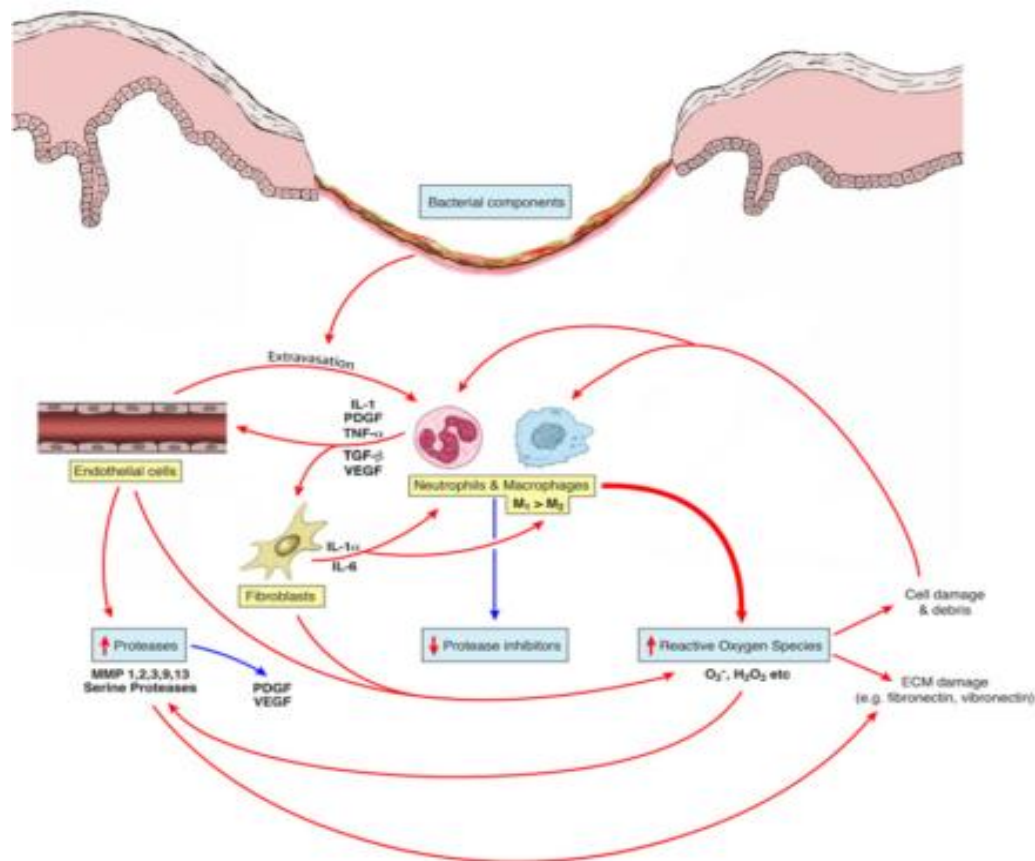 Bacterial components
Extravasation
IL-1
PDGF
TNF-α
TGF-β
VEGF
Endothelial cells
Neutrophils & Macrophages
M₁ > M₂
IL-1α
IL-6
Fibroblasts
Cell damage
& debris
Proteases
Protease inhibitors
Reactive Oxygen Species
MMP 1,2,3,9,13
Serine Proteases
PDGF
VEGF
O₂⁻, H₂O₂ etc
ECM damage
(e.g. fibronectin, vibronectin)